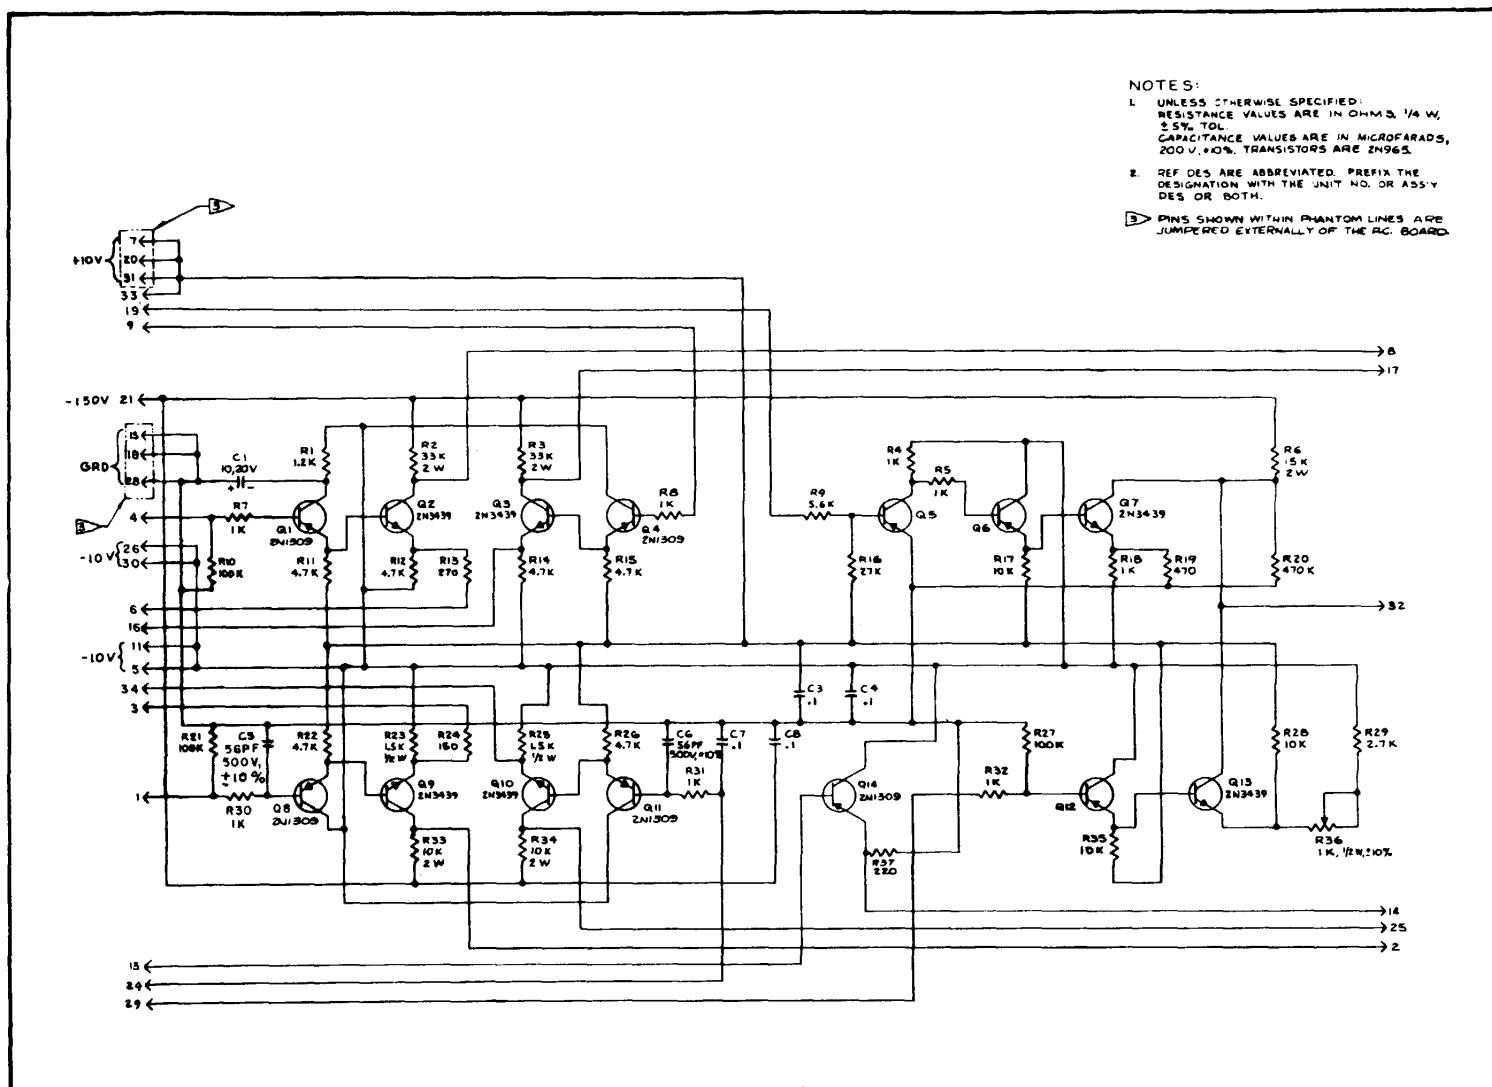 NOTES:
1. UNLESS OTHERWISE SPECIFIED:
RESISTANCE VALUES ARE IN OHMS, 1/4 W,
±5% TOL.
CAPACITANCE VALUES ARE IN MICROFARADS,
200 V, ±10%. TRANSISTORS ARE 2N965.
2. REF DES ARE ABBREVIATED. PREFIX THE
DESIGNATION WITH THE UNIT NO. OR ASS'Y
DES OR BOTH.
3 PINS SHOWN WITHIN PHANTOM LINES ARE
JUMPERED EXTERNALLY OF THE P.C. BOARD.
3
+10V
7
20
31
33
19
9
8
17
-150V 21
GRD
15
18
28
C1
10,20V
+ -
R1
1.2K
R2
33K
2W
R3
33K
2W
R4
1K
R5
1K
R6
15K
2W
3
4
R7
1K
Q1
2N1309
Q2
2N3439
Q3
2N3439
Q4
2N1309
R8
1K
R9
5.6K
Q5
Q6
Q7
2N3439
-10V
26
30
R10
100K
R11
4.7K
R12
4.7K
R13
270
R14
4.7K
R15
4.7K
R16
27K
R17
10K
R18
1K
R19
470
R20
470K
6
16
32
-10V
11
5
34
3
C3
.1
C4
.1
R21
100K
C5
56PF
500V,
±10%
R22
4.7K
R23
1.5K
1/2 W
R24
150
R25
1.5K
1/2 W
R26
4.7K
C6
56PF
500V,±10%
C7
.1
C8
.1
R27
100K
R28
10K
R29
2.7K
1
R30
1K
Q8
2N1309
Q9
2N3439
Q10
2N3439
Q11
2N1309
R31
1K
Q14
2N1309
R32
1K
Q12
Q13
2N3439
R33
10K
2W
R34
10K
2W
R37
220
R35
10K
R36
1K, 1/2W,±10%
14
25
2
13
24
29